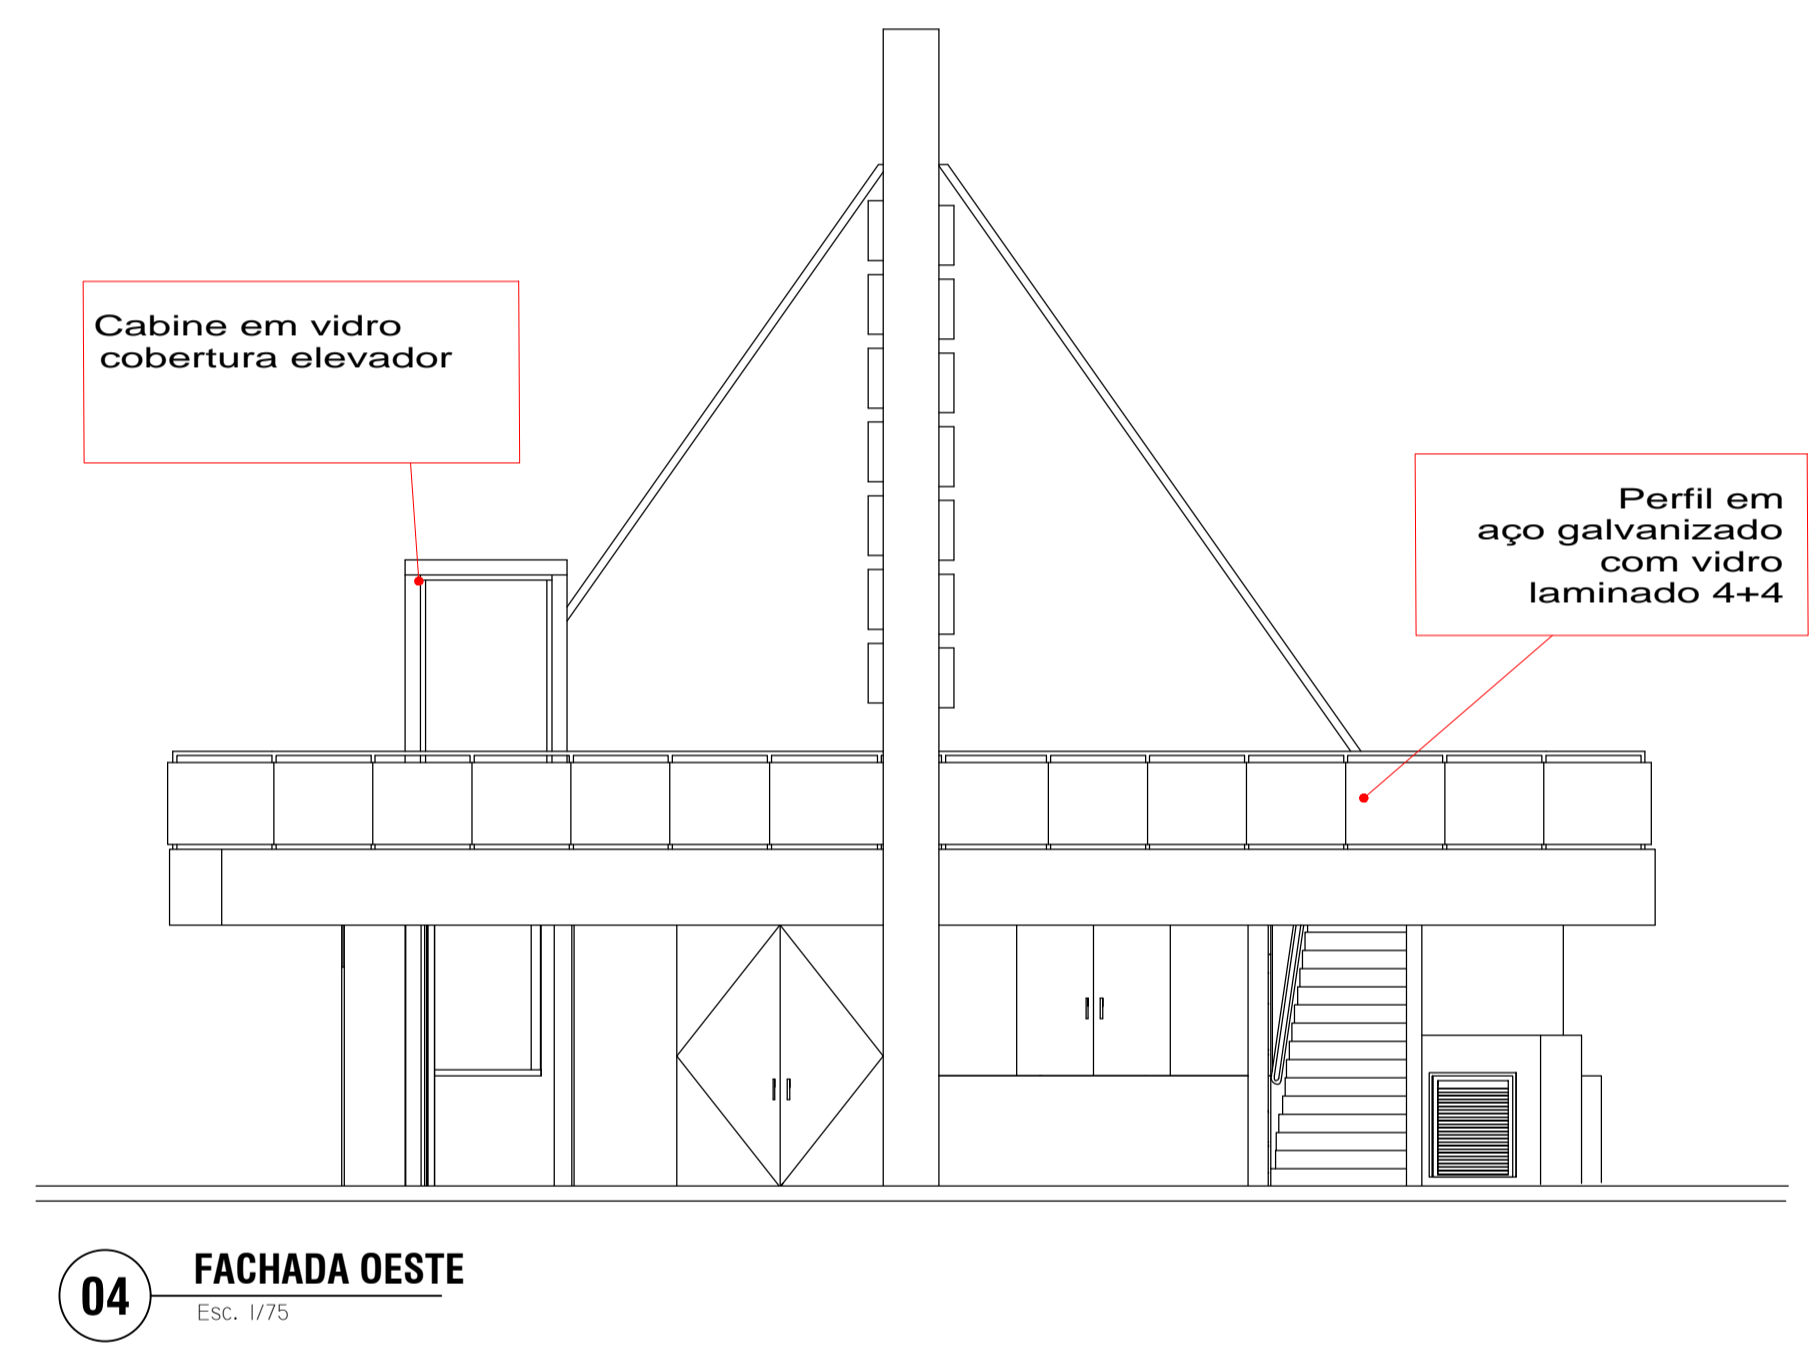 Cabine em vidro
cobertura elevador
Perfil em
aço galvanizado
com vidro
laminado 4+4
04
FACHADA OESTE
Esc. 1/75